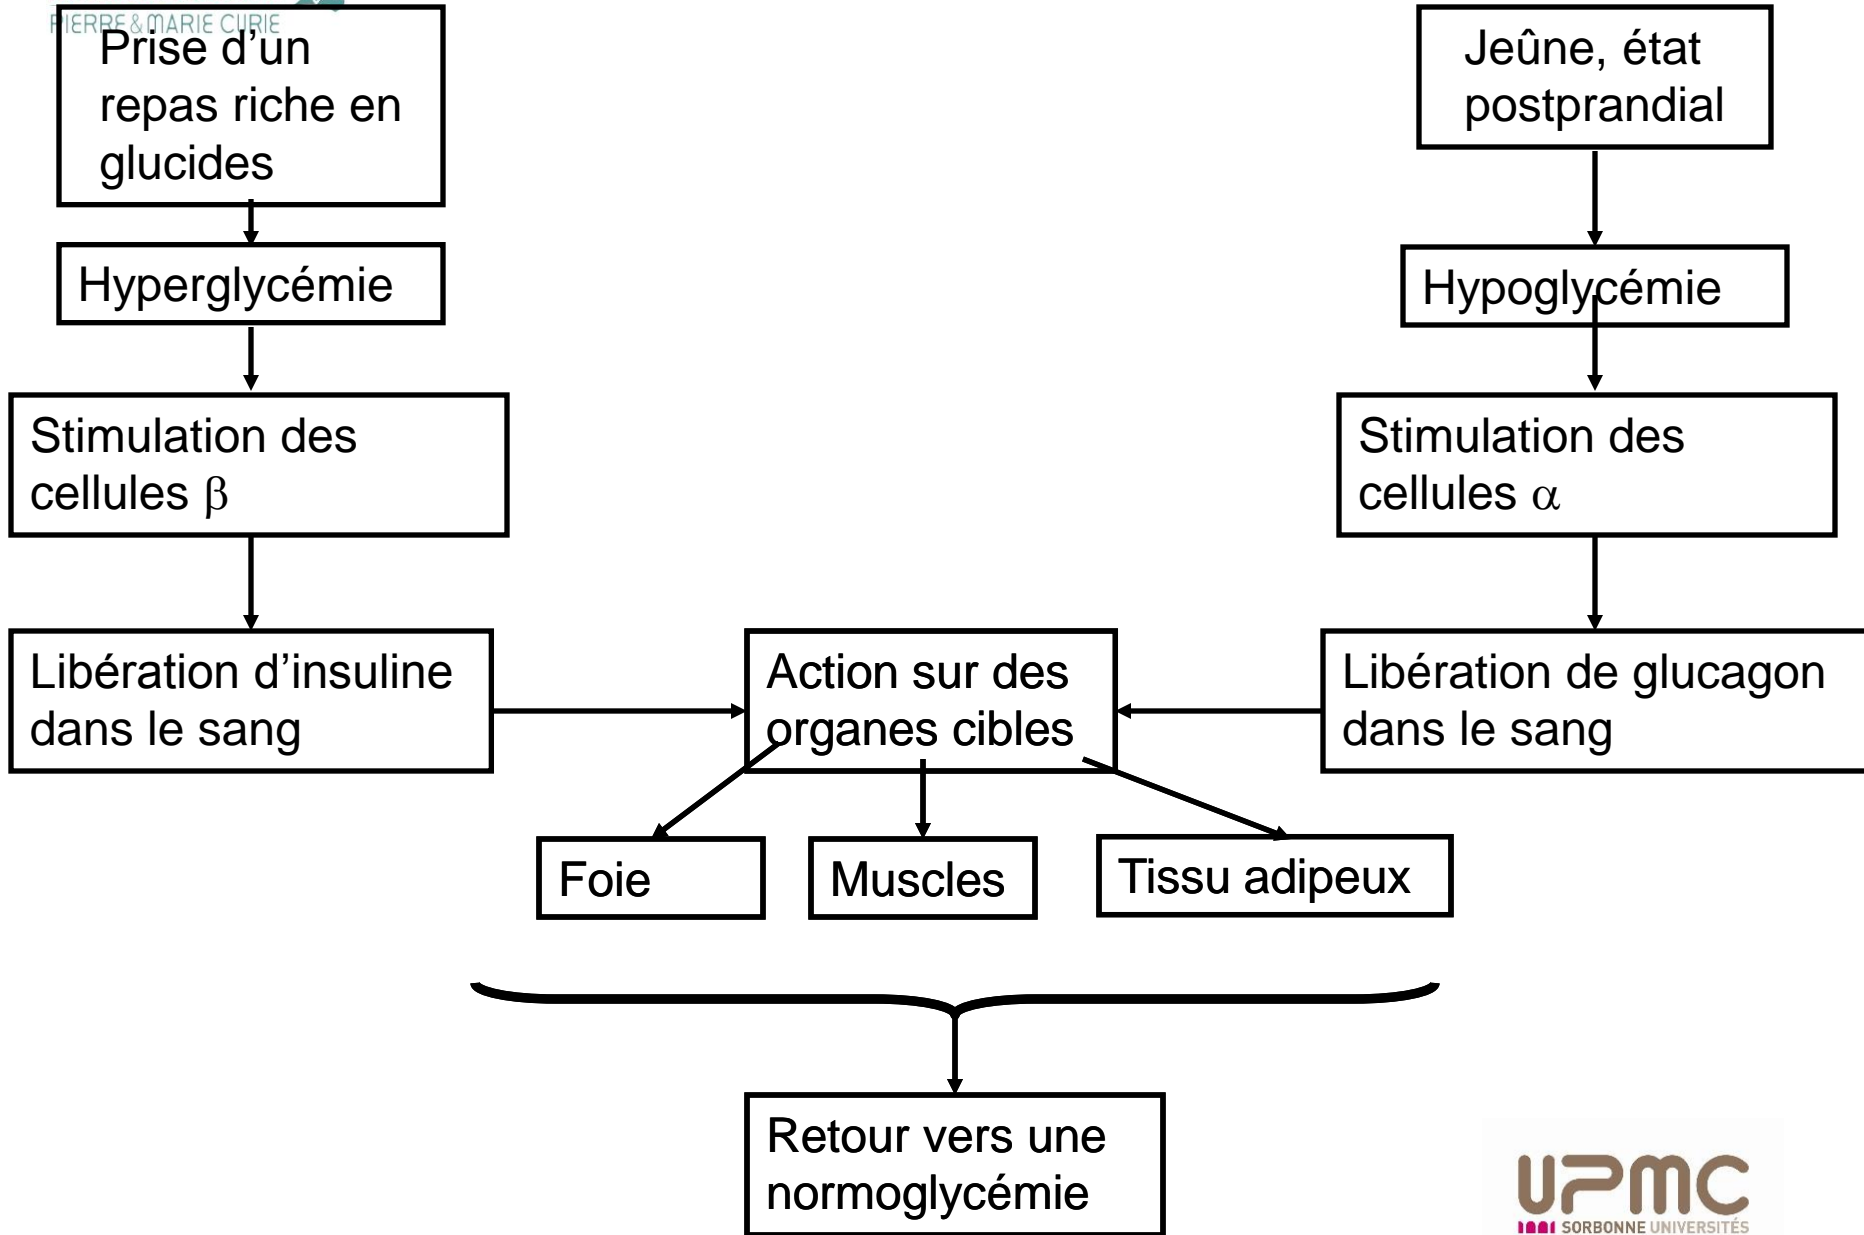 PIERRE & MARIE CURIE
Prise d’un
repas riche en
glucides
Jeûne, état
postprandial
Hyperglycémie
Hypoglycémie
Stimulation des
cellules β
Stimulation des
cellules α
Libération d’insuline
dans le sang
Action sur des
organes cibles
Libération de glucagon
dans le sang
Foie
Muscles
Tissu adipeux
Retour vers une
normoglycémie
UPMC
SORBONNE UNIVERSITÉS